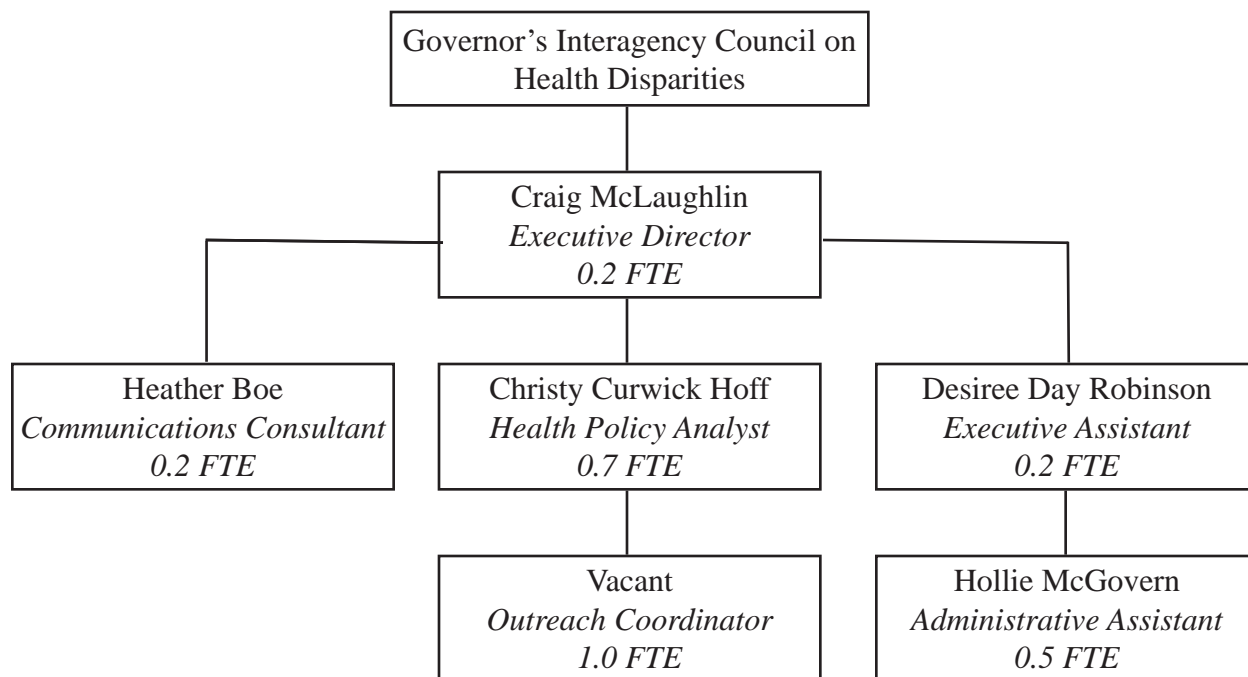 Governor’s Interagency Council on
Health Disparities
Craig McLaughlin
Executive Director
0.2 FTE
Heather Boe
Communications Consultant
0.2 FTE
Christy Curwick Hoff
Health Policy Analyst
0.7 FTE
Desiree Day Robinson
Executive Assistant
0.2 FTE
Vacant
Outreach Coordinator
1.0 FTE
Hollie McGovern
Administrative Assistant
0.5 FTE